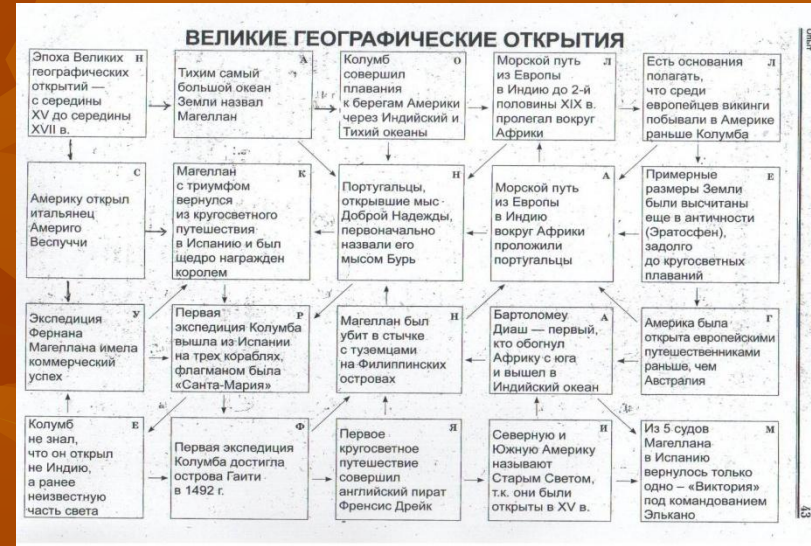 ВЕЛИКИЕ ГЕОГРАФИЧЕСКИЕ ОТКРЫТИЯ
Эпоха Великих Н
географических
открытий —
с середины
XV до середины
XVII в.
А
Тихим самый
большой океан
Земли назвал
Магеллан
Колумб О
совершил
плавания
к берегам Америки
через Индийский и
Тихий океаны
Морской путь Л
из Европы
в Индию до 2-й
половины XIX в.
пролегал вокруг
Африки
Есть основания Л
полагать,
что среди
европейцев викинги
побывали в Америке
раньше Колумба
С
Америку открыл
итальянец
Америго
Веспуччи
Магеллан К
с триумфом
вернулся
из кругосветного
путешествия
в Испанию и был
щедро награжден
королем
Н
Португальцы,
открывшие мыс
Доброй Надежды,
первоначально
назвали его
мысом Бурь
А
Морской путь
из Европы
в Индию
вокруг Африки
проложили
португальцы
Примерные Е
размеры Земли
были высчитаны
еще в античности
(Эратосфен),
задолго
до кругосветных
плаваний
У
Экспедиция
Фернана
Магеллана имела
коммерческий
успех
Первая Р
экспедиция Колумба
вышла из Испании
на трех кораблях,
флагманом была
«Санта-Мария»
Н
Магеллан был
убит в стычке
с туземцами
на Филиппинских
островах
Бартоломеу А
Диаш — первый,
кто обогнул
Африку с юга
и вышел в
Индийский океан
Г
Америка была
открыта европейскими
путешественниками
раньше, чем
Австралия
Колумб Е
не знал,
что он открыл
не Индию,
а ранее
неизвестную
часть света
Ф
Первая экспедиция
Колумба достигла
острова Гаити
в 1492 г.
Я
Первое
кругосветное
путешествие
совершил
английский пират
Френсис Дрейк
И
Северную и
Южную Америку
называют
Старым Светом,
т.к. они были
открыты в XV в.
Из 5 судов М
Магеллана
в Испанию
вернулось только
одно – «Виктория»
под командованием
Элькано
43